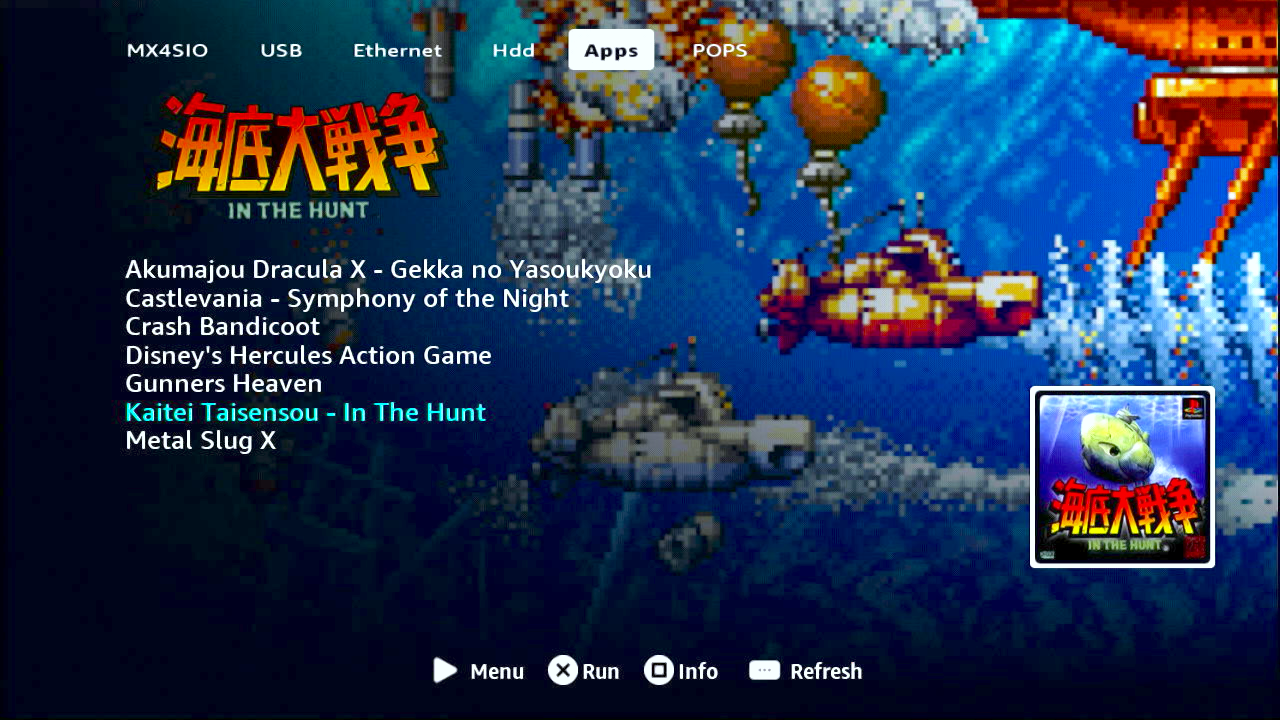 MX4SIO USB Ethernet Hdd Apps POPS
海底大戦争
IN THE HUNT
Akumajou Dracula X - Gekka no Yasoukyoku
Castlevania - Symphony of the Night
Crash Bandicoot
Disney's Hercules Action Game
Gunners Heaven
Kaitei Taisensou - In The Hunt
Metal Slug X
海底大戦争
IN THE HUNT
Menu Run Info Refresh